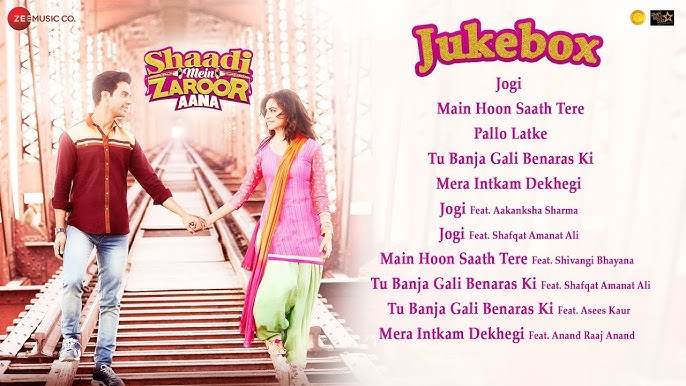 ZEE MUSIC CO.
Shaadi
Mein
ZAROOR
AANA
Jukebox
Jogi
Main Hoon Saath Tere
Pallo Latke
Tu Banja Gali Benaras Ki
Mera Intkam Dekhegi
Jogi Feat. Aakanksha Sharma
Jogi Feat. Shafqat Amanat Ali
Main Hoon Saath Tere Feat. Shivangi Bhayana
Tu Banja Gali Benaras Ki Feat. Shafqat Amanat Ali
Tu Banja Gali Benaras Ki Feat. Asees Kaur
Mera Intkam Dekhegi Feat. Anand Raaj Anand